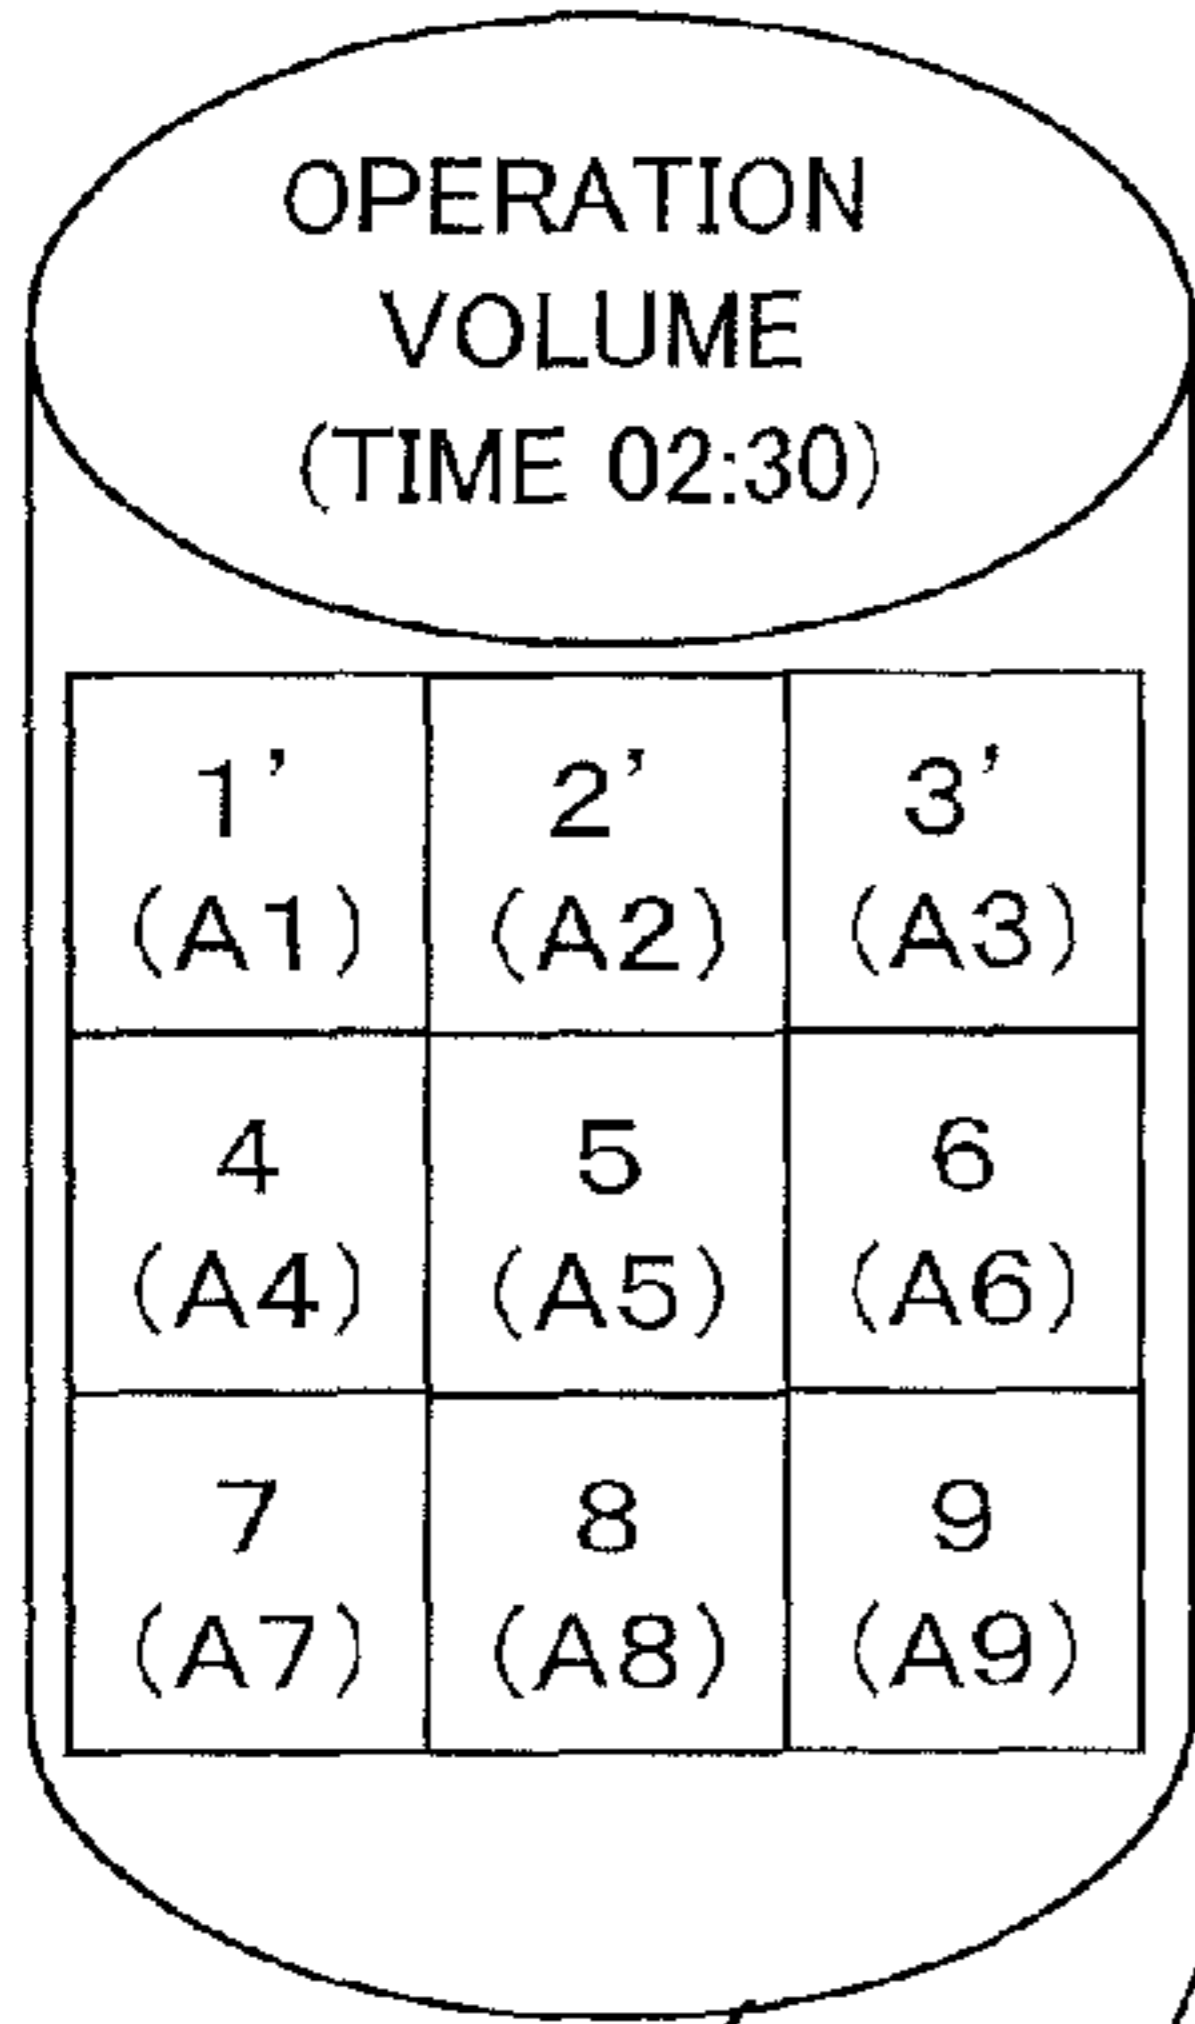 OPERATION
VOLUME
(TIME 02:30)
1' 2' 3'
(A1) (A2) (A3)
4 5 6
(A4) (A5) (A6)
7 8 9
(A7) (A8) (A9)